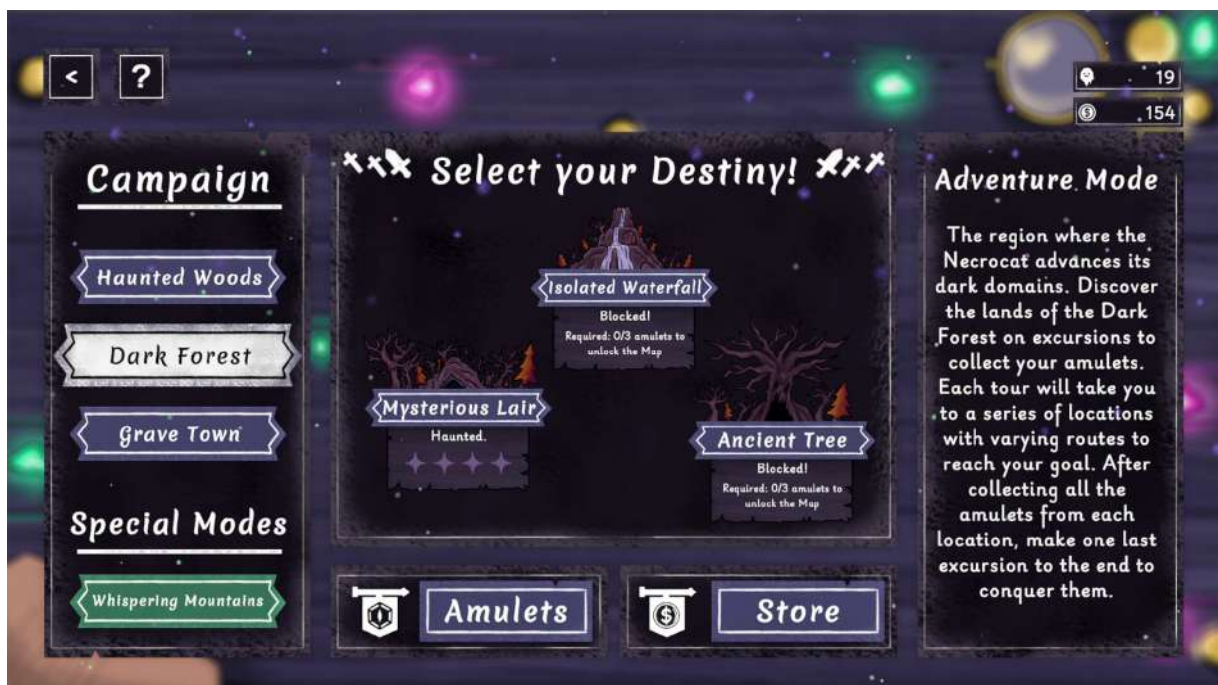 <
?
19
154
Campaign
Haunted Woods
Dark Forest
Grave Town
Special Modes
Whispering Mountains
Select your Destiny!
Isolated Waterfall
Blocked!
Required: 0/3 amulets to
unlock the Map
Mysterious Lair
Haunted.
Ancient Tree
Blocked!
Required: 0/3 amulets to
unlock the Map
Amulets
$
Store
Adventure Mode
The region where the
Necrocat advances its
dark domains. Discover
the lands of the Dark
Forest on excursions to
collect your amulets.
Each tour will take you
to a series of locations
with varying routes to
reach your goal. After
collecting all the
amulets from each
location, make one last
excursion to the end to
conquer them.